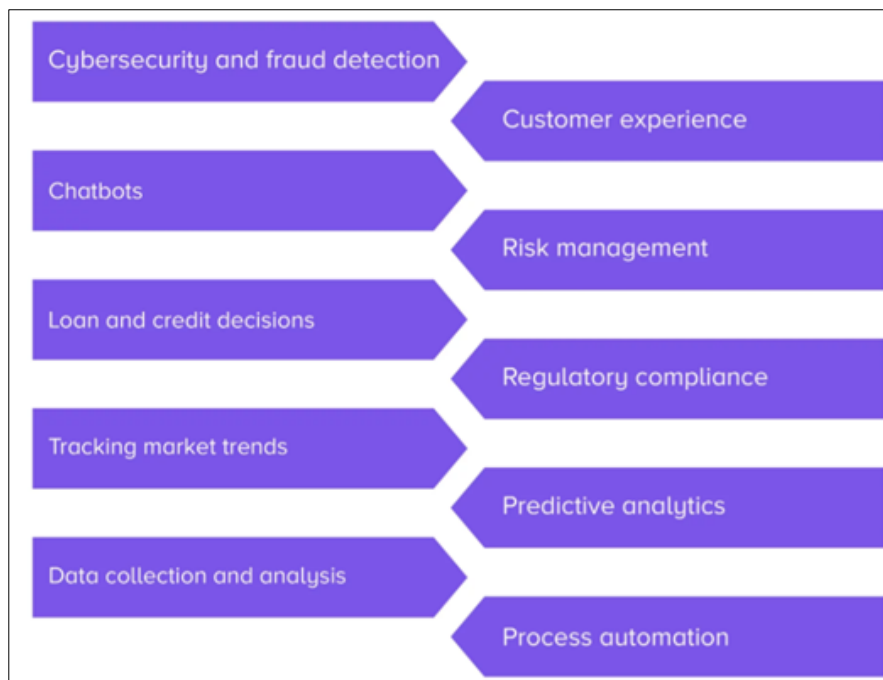 Cybersecurity and fraud detection
Customer experience
Chatbots
Risk management
Loan and credit decisions
Regulatory compliance
Tracking market trends
Predictive analytics
Data collection and analysis
Process automation